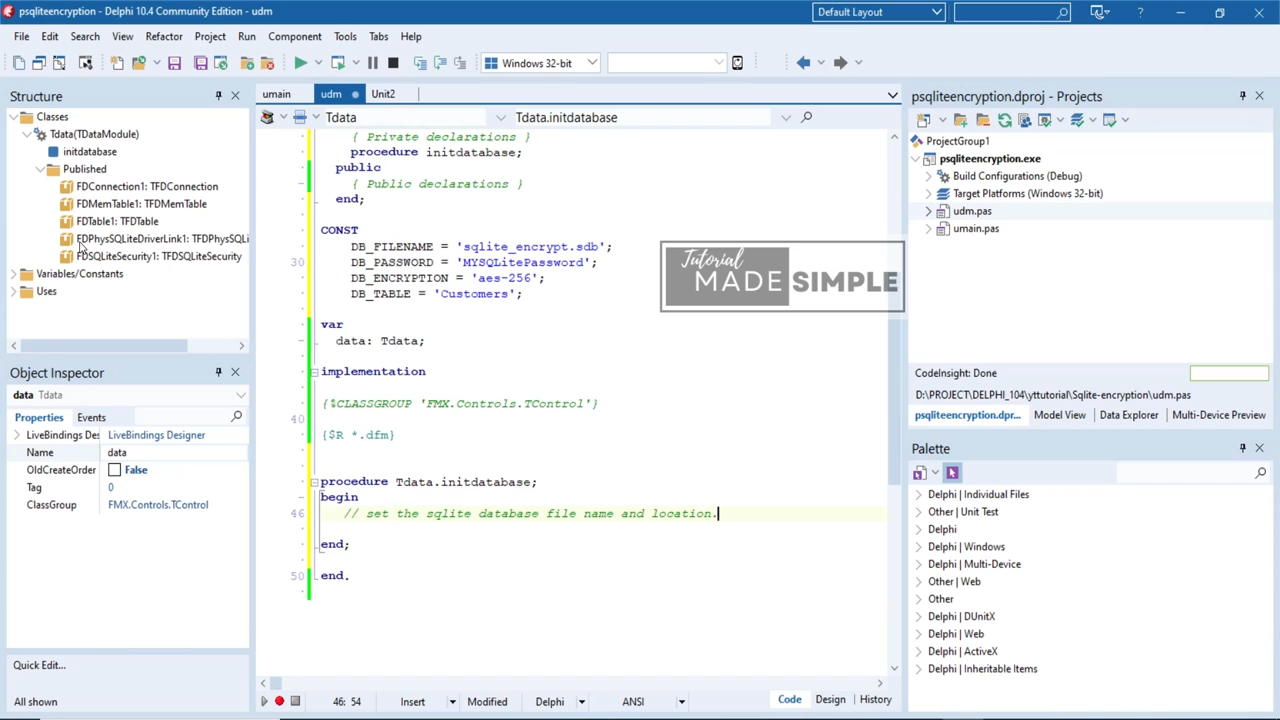 psqliteencryption - Delphi 10.4 Community Edition - udm
Default Layout
File Edit Search View Refactor Project Run Component Tools Tabs Help
Windows 32-bit
Structure
Classes
Tdata(TDataModule)
initdatabase
Published
FDConnection1: TFDConnection
FDMemTable1: TFDMemTable
FDTable1: TFDTable
FDPhysSQLiteDriverLink1: TFDPhysSQLi
FDSQLiteSecurity1: TFDSQLiteSecurity
Variables/Constants
Uses
Object Inspector
data Tdata
Properties Events
LiveBindings De: LiveBindings Designer
Name data
OldCreateOrder False
Tag 0
ClassGroup FMX.Controls.TControl
Quick Edit...
All shown
umain udm Unit2
Tdata Tdata.initdatabase
{ Private declarations }
procedure initdatabase;
public
{ Public declarations }
end;
CONST
DB_FILENAME = 'sqlite_encrypt.sdb';
30 DB_PASSWORD = 'MYSQLitePassword';
DB_ENCRYPTION = 'aes-256';
DB_TABLE = 'Customers';
var
data: Tdata;
implementation
{%CLASSGROUP 'FMX.Controls.TControl'}
40
{$R *.dfm}
procedure Tdata.initdatabase;
begin
46 // set the sqlite database file name and location.
end;
50 end.
Tutorial
MADE SIMPLE
46: 54 Insert Modified Delphi ANSI Code Design History
psqliteencryption.dproj - Projects
ProjectGroup1
psqliteencryption.exe
Build Configurations (Debug)
Target Platforms (Windows 32-bit)
udm.pas
umain.pas
CodeInsight: Done
D:\PROJECT\DELPHI_104\yttutorial\Sqlite-encryption\udm.pas
psqliteencryption.dpr... Model View Data Explorer Multi-Device Preview
Palette
Delphi | Individual Files
Other | Unit Test
Delphi
Delphi | Windows
Delphi | Multi-Device
Other | Web
Other
Delphi | DUnitX
Delphi | Web
Delphi | ActiveX
Delphi | Inheritable Items